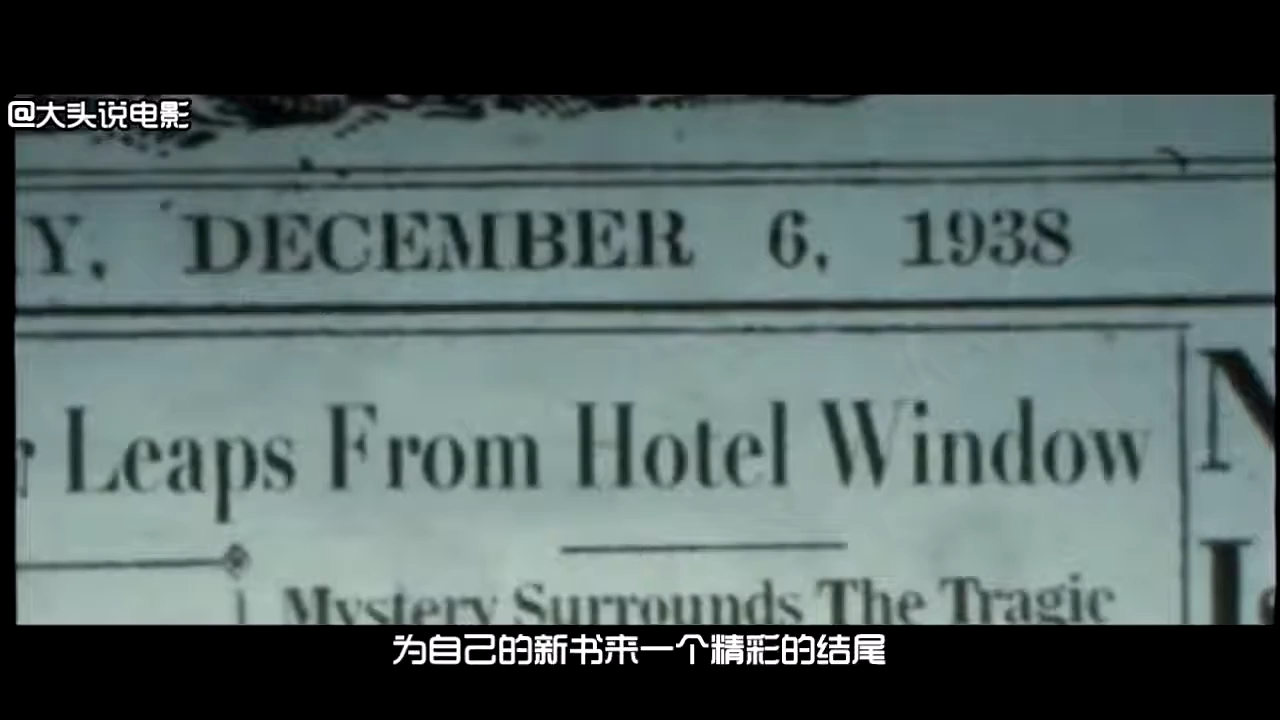 @大头说电影
Y, DECEMBER 6, 1938
Leaps From Hotel Window
Mystery Surrounds The Tragic
为自己的新书来一个精彩的结尾